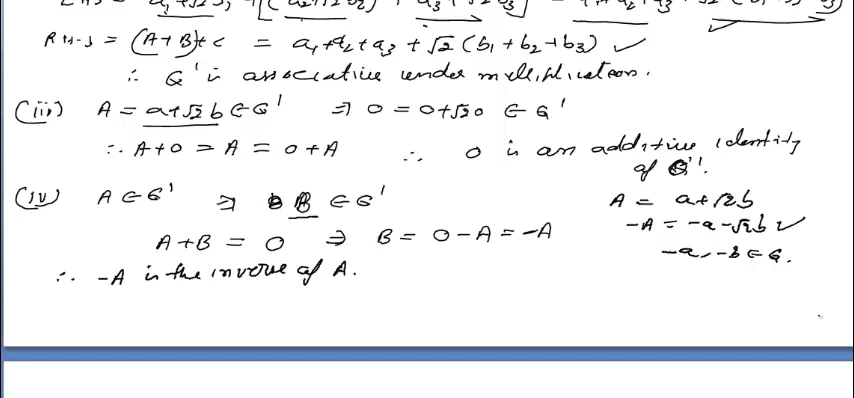 R.H.S = (A + B) + c = a₁ + a₂ + a₃ + √2 (b₁ + b₂ + b₃) ✓
∴ G' is associative under multiplication.
(iii) A = a+√2 b ∈ G' ⇒ 0 = 0+√2 0 ∈ G'
∴ A+0 = A = 0+A ∴ 0 is an additive identity
of G'.
(iv) A ∈ G' ⇒ B ∈ G' A = a+√2b
A+B = 0 ⇒ B = 0-A = -A -A = -a-√2b ✓
-a, -b ∈ G.
∴ -A is the inverse of A.